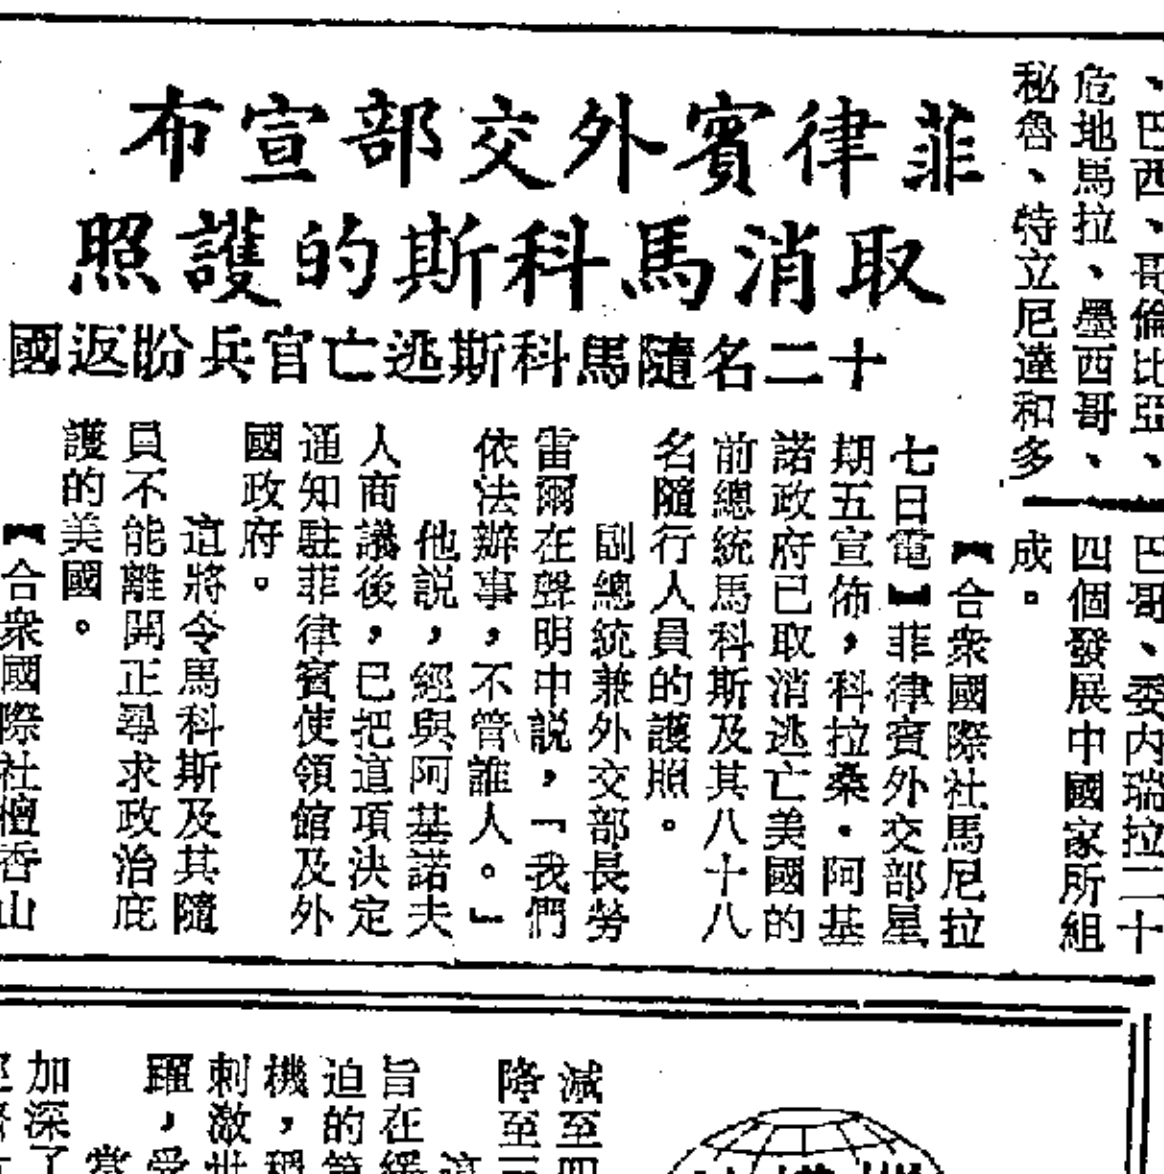 、巴西、哥倫比亞、
危地馬拉、墨西哥、
秘魯、特立尼達和多
巴哥、委内瑞拉二十
四個發展中國家所組
成。
菲律賓外交部宣布
取消馬科斯的護照
十二名隨馬科斯逃亡官兵盼返國
【合衆國際社馬尼拉
七日電】菲律賓外交部星
期五宣佈，科拉桑・阿基
諾政府已取消逃亡美國的
前總統馬科斯及其八十八
名隨行人員的護照。
副總統兼外交部長勞
雷爾在聲明中説，「我們
依法辦事，不管誰人。」
他説，經與阿基諾夫
人商議後，已把這項決定
通知駐菲律賓使領館及外
國政府。
這將令馬科斯及其隨
員不能離開正尋求政治庇
護的美國。
【合衆國際社檀香山
減至四
降至
這
旨在緩
迫的
機，穩
刺激世
躍，受
當
加深了